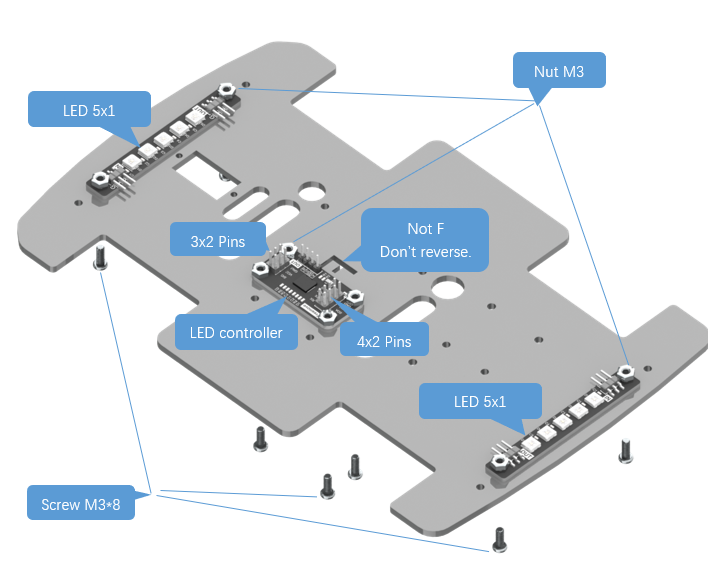 Nut M3
LED 5x1
3x2 Pins
Not F
Don't reverse.
LED controller
4x2 Pins
LED 5x1
Screw M3*8